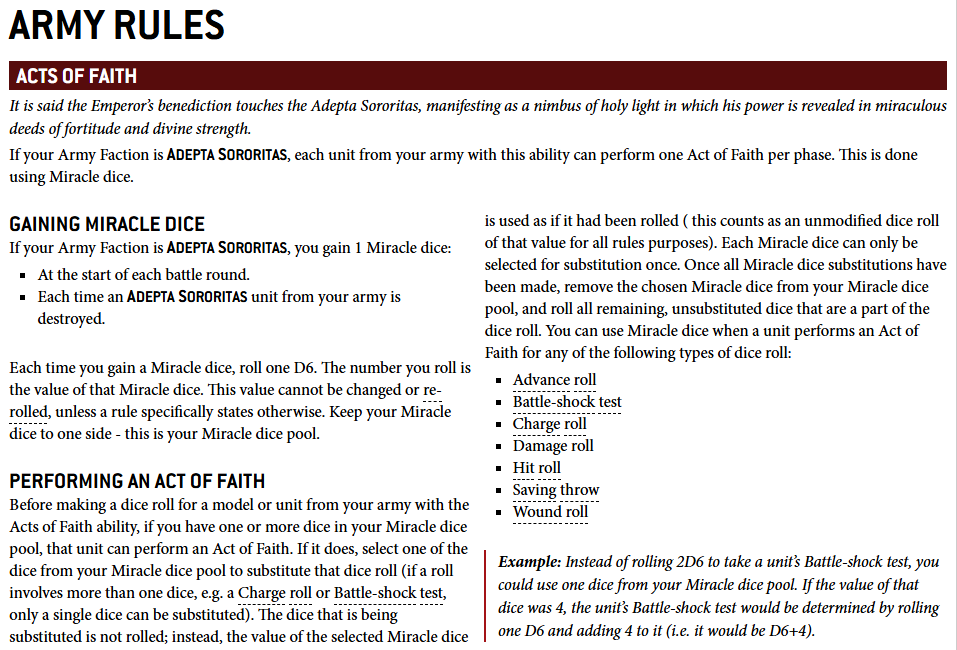 ARMY RULES
ACTS OF FAITH
It is said the Emperor's benediction touches the Adepta Sororitas, manifesting as a nimbus of holy light in which his power is revealed in miraculous
deeds of fortitude and divine strength.
If your Army Faction is ADEPTA SORORITAS, each unit from your army with this ability can perform one Act of Faith per phase. This is done
using Miracle dice.
GAINING MIRACLE DICE
If your Army Faction is ADEPTA SORORITAS, you gain 1 Miracle dice:
▪ At the start of each battle round.
▪ Each time an ADEPTA SORORITAS unit from your army is
destroyed.
Each time you gain a Miracle dice, roll one D6. The number you roll is
the value of that Miracle dice. This value cannot be changed or re-
rolled, unless a rule specifically states otherwise. Keep your Miracle
dice to one side - this is your Miracle dice pool.
PERFORMING AN ACT OF FAITH
Before making a dice roll for a model or unit from your army with the
Acts of Faith ability, if you have one or more dice in your Miracle dice
pool, that unit can perform an Act of Faith. If it does, select one of the
dice from your Miracle dice pool to substitute that dice roll (if a roll
involves more than one dice, e.g. a Charge roll or Battle-shock test,
only a single dice can be substituted). The dice that is being
substituted is not rolled; instead, the value of the selected Miracle dice
is used as if it had been rolled ( this counts as an unmodified dice roll
of that value for all rules purposes). Each Miracle dice can only be
selected for substitution once. Once all Miracle dice substitutions have
been made, remove the chosen Miracle dice from your Miracle dice
pool, and roll all remaining, unsubstituted dice that are a part of the
dice roll. You can use Miracle dice when a unit performs an Act of
Faith for any of the following types of dice roll:
▪ Advance roll
▪ Battle-shock test
▪ Charge roll
▪ Damage roll
▪ Hit roll
▪ Saving throw
▪ Wound roll
Example: Instead of rolling 2D6 to take a unit's Battle-shock test, you
could use one dice from your Miracle dice pool. If the value of that
dice was 4, the unit's Battle-shock test would be determined by rolling
one D6 and adding 4 to it (i.e. it would be D6+4).